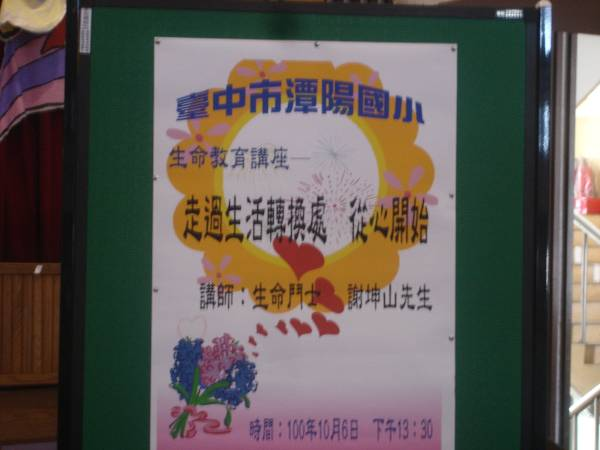 臺中市潭陽國小
生命教育講座—
走過生活轉換處　從心開始
講師：生命鬥士　謝坤山先生
時間：100年10月6日　下午13：30